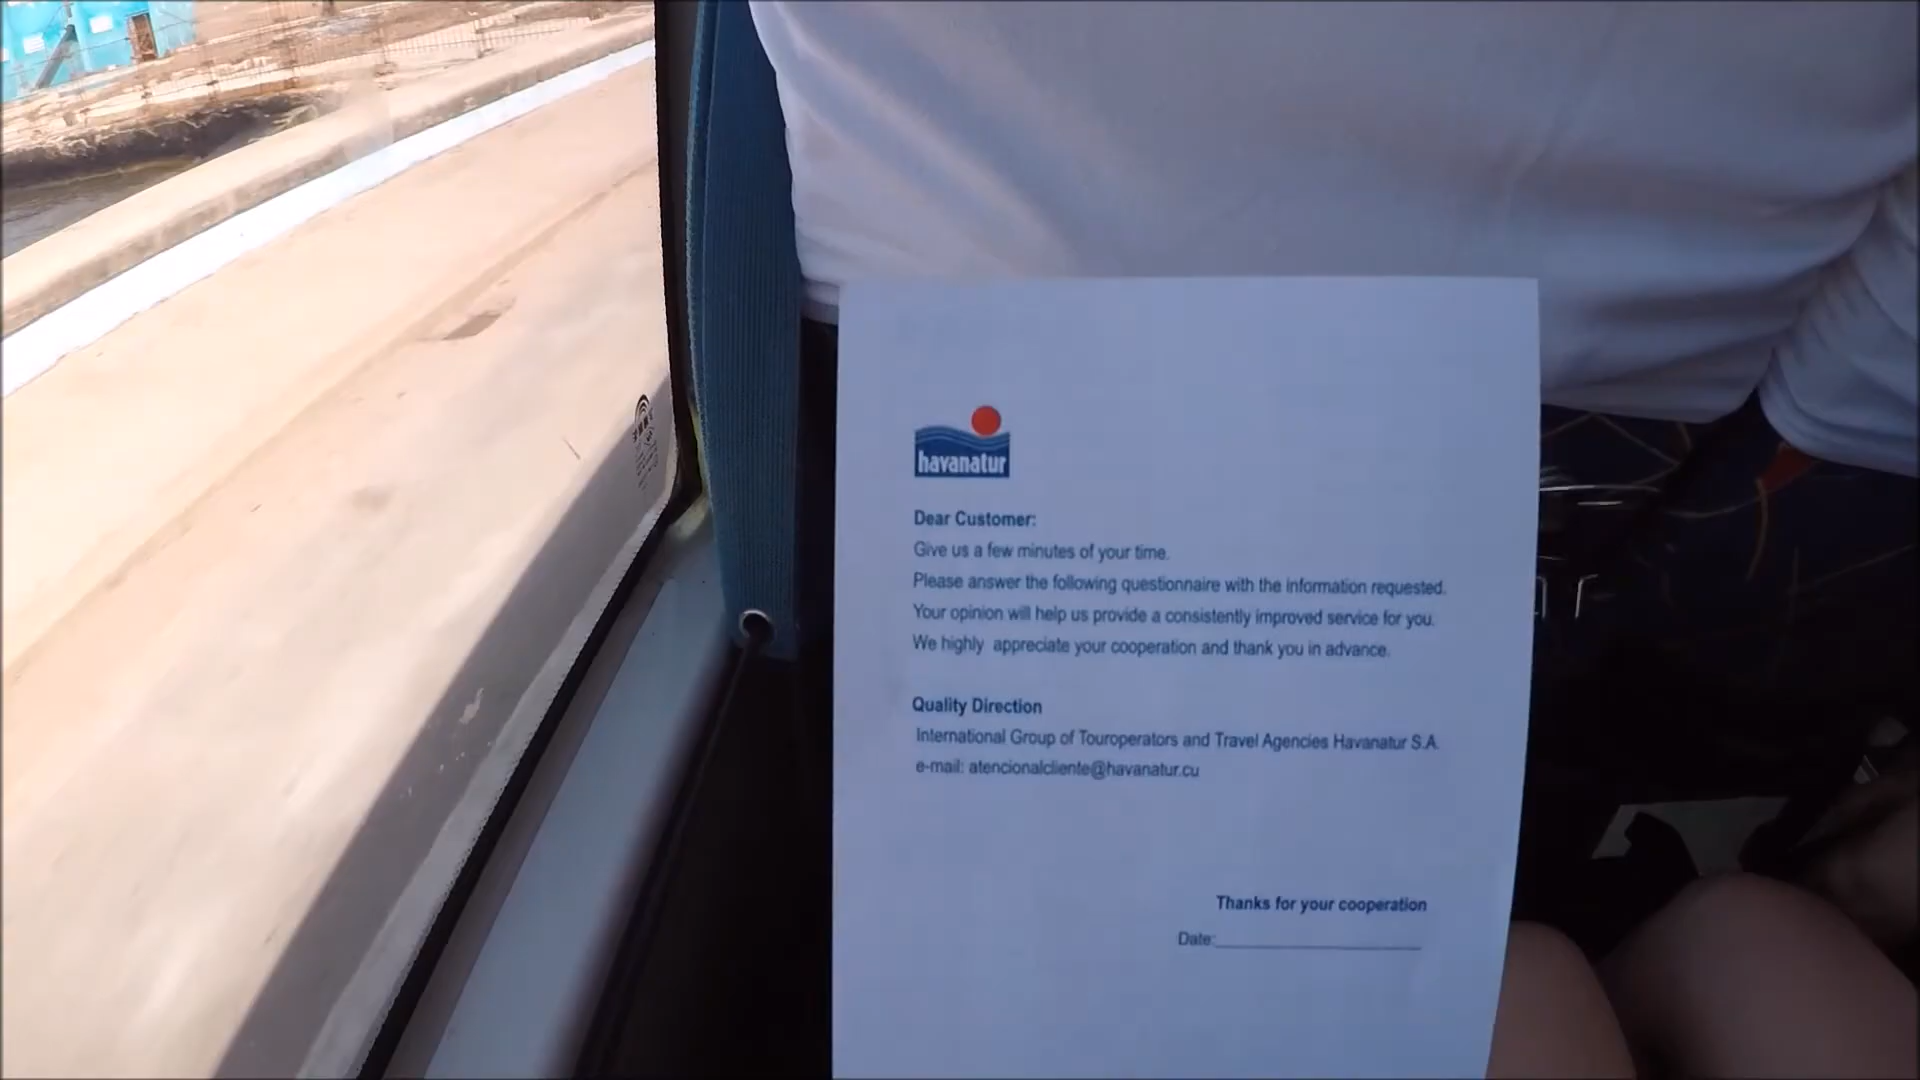 havanatur
Dear Customer:
Give us a few minutes of your time.
Please answer the following questionnaire with the information requested.
Your opinion will help us provide a consistently improved service for you.
We highly appreciate your cooperation and thank you in advance.
Quality Direction
International Group of Touroperators and Travel Agencies Havanatur S.A.
e-mail: atencionalcliente@havanatur.cu
Thanks for your cooperation
Date: